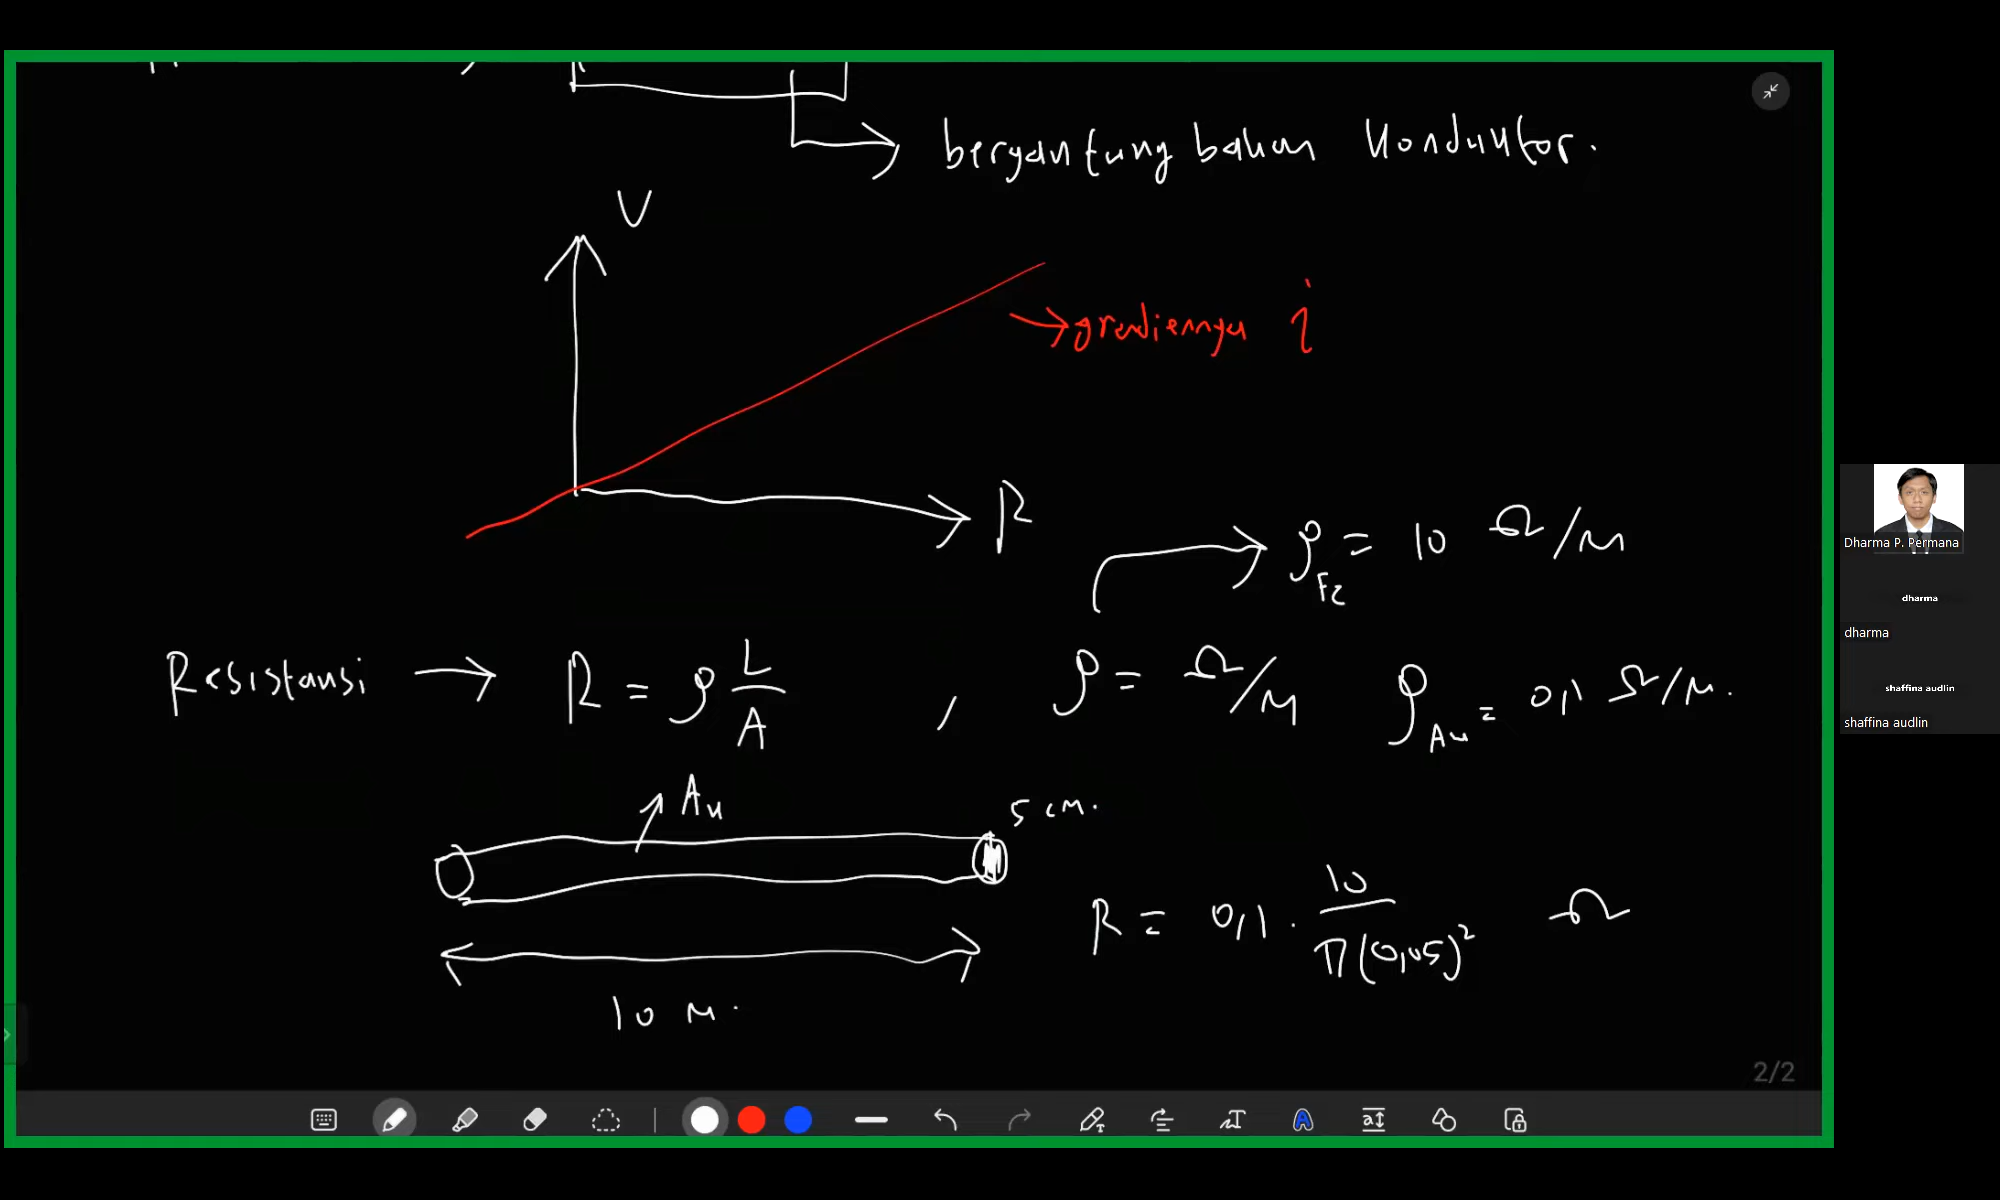 bergantung bahan konduktor.
V
→ gradiennya i
R
ρFe = 10 Ω/m
Resistansi → R = ρ L/A , ρ = Ω/m
ρAu = 0,1 Ω/m.
Au
5 cm.
R = 0,1 . 10/π(0,05)² Ω
10 m.
2/2
Dharma P. Permana
dharma
dharma
shaffina audlin
shaffina audlin